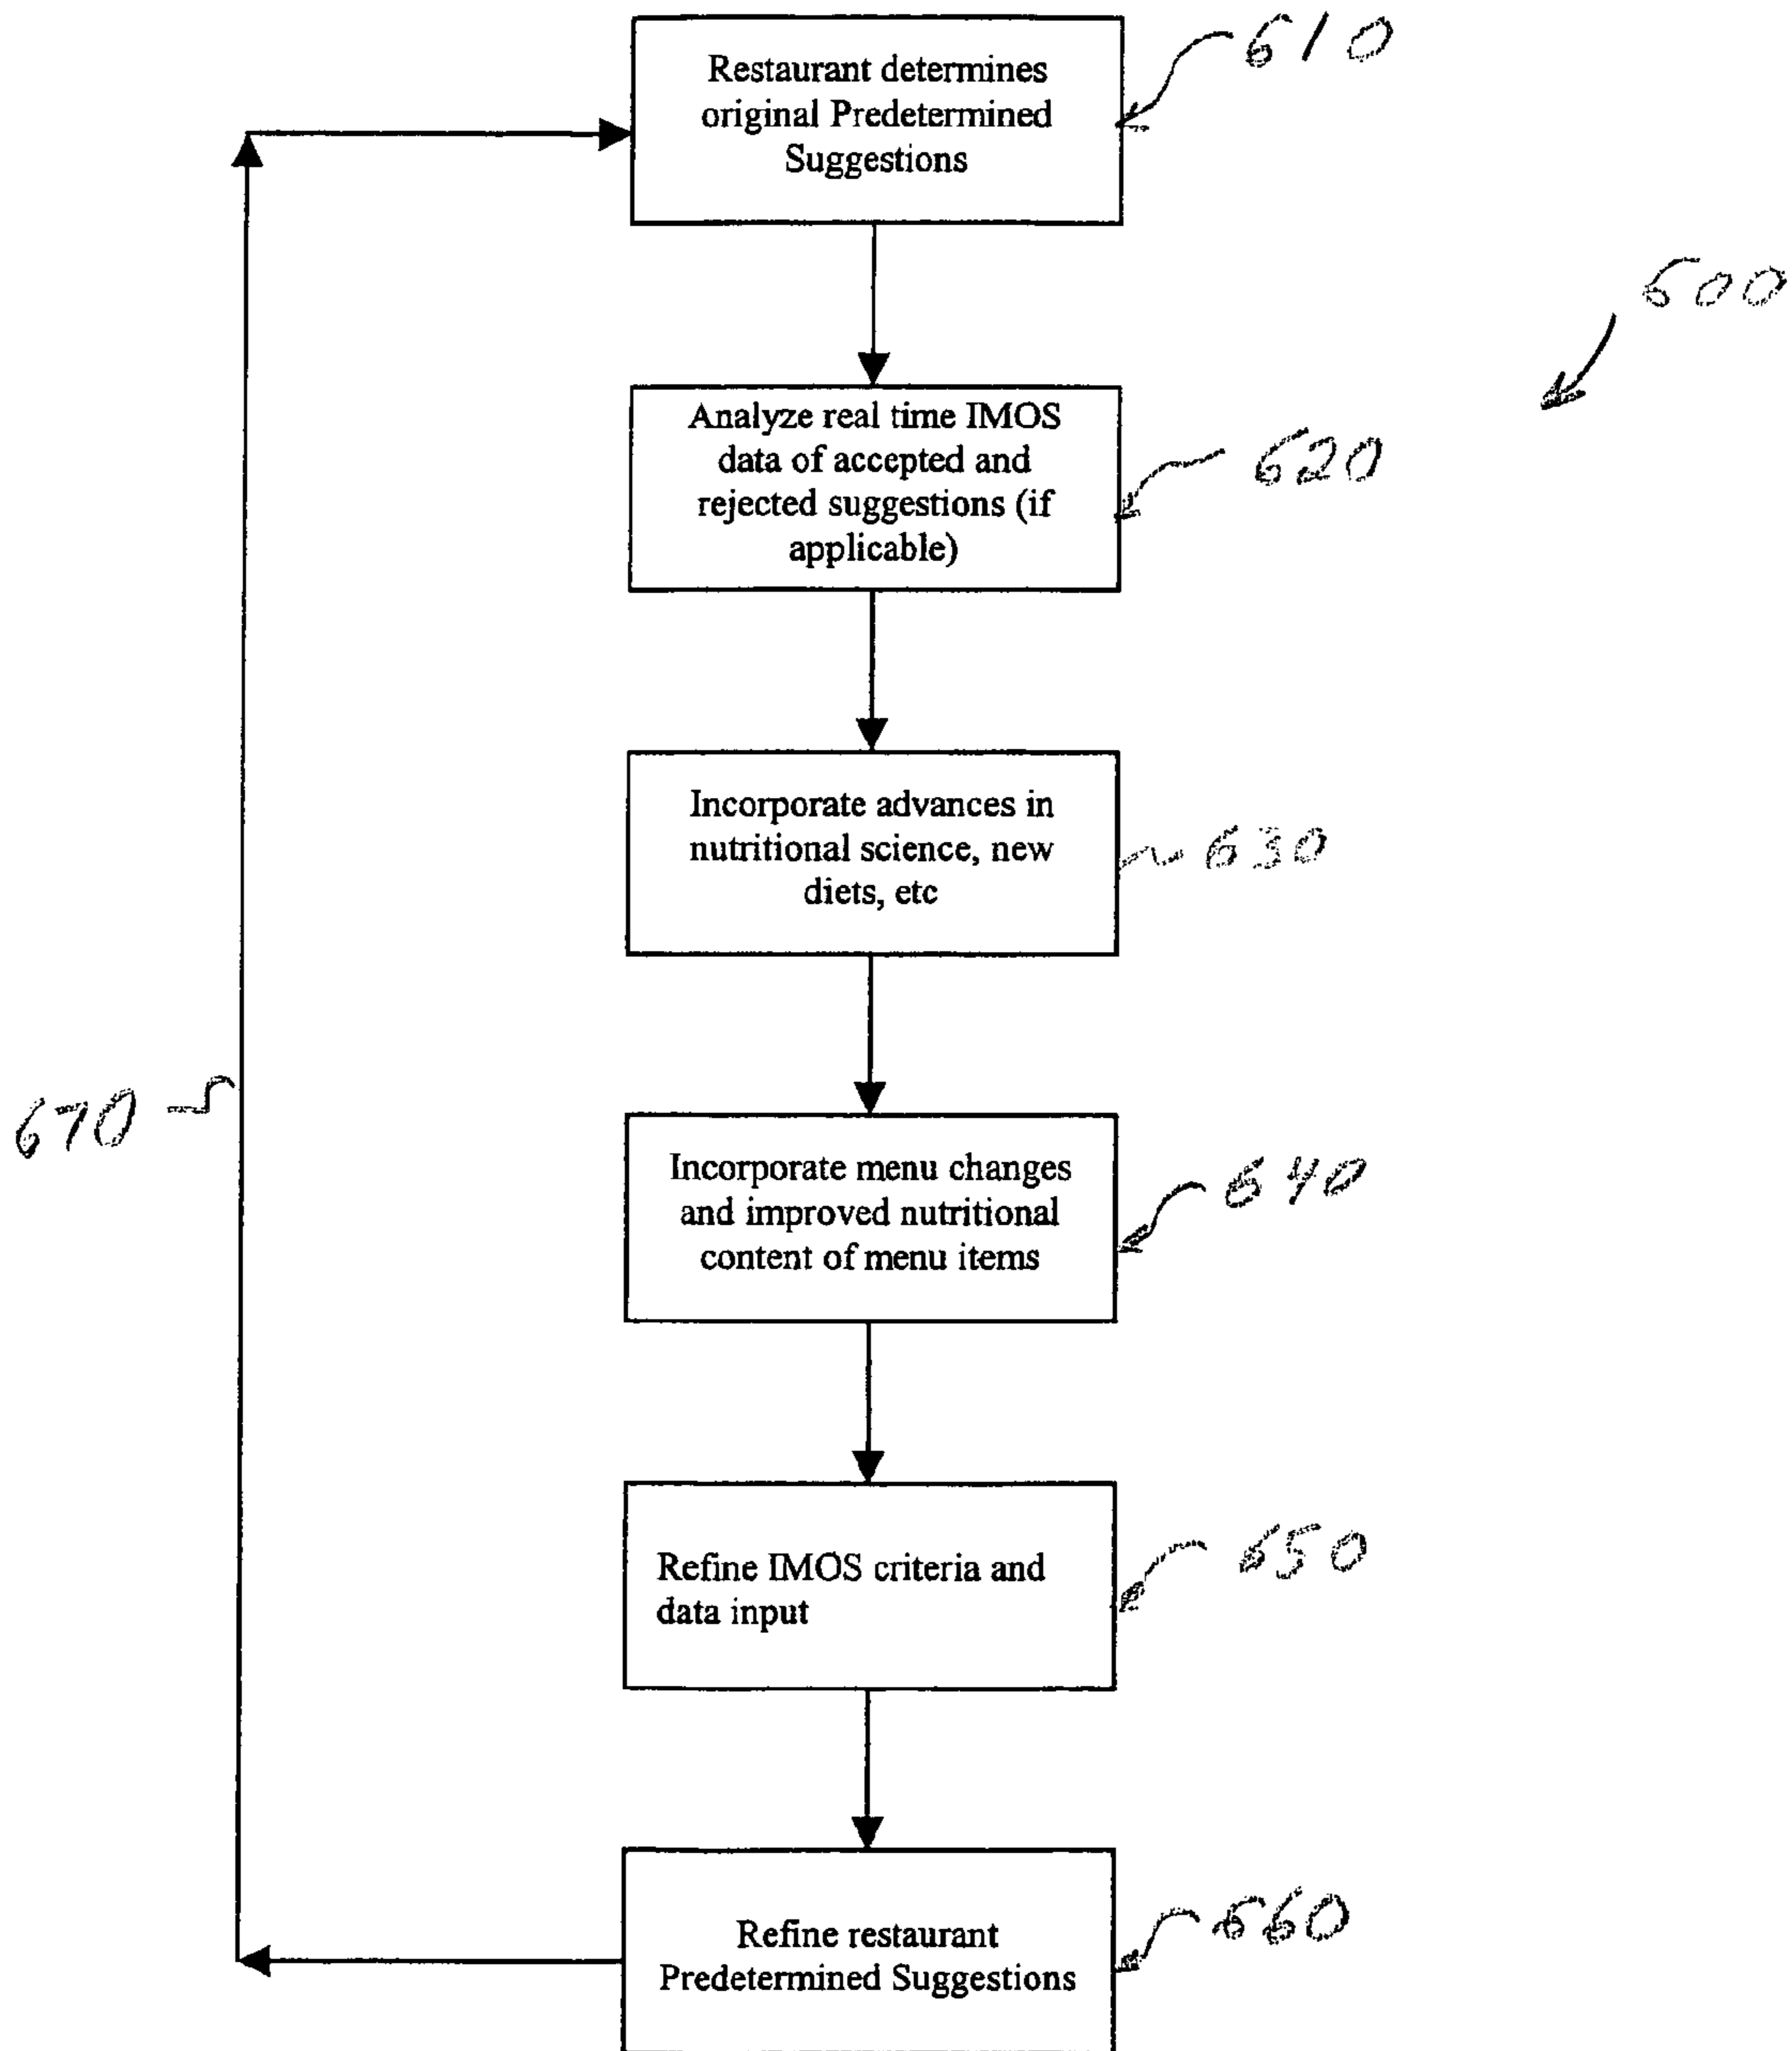 Restaurant determines
original Predetermined
Suggestions
610
600
Analyze real time IMOS
data of accepted and
rejected suggestions (if
applicable)
620
Incorporate advances in
nutritional science, new
diets, etc
630
670
Incorporate menu changes
and improved nutritional
content of menu items
640
Refine IMOS criteria and
data input
650
Refine restaurant
Predetermined Suggestions
660